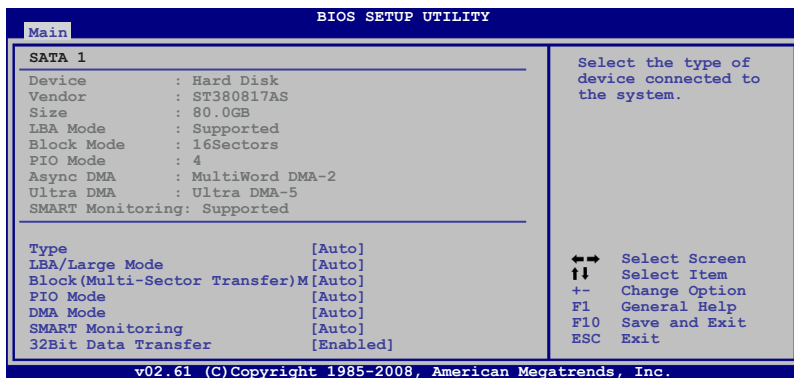 BIOS SETUP UTILITY
Main
SATA 1
Device : Hard Disk
Vendor : ST380817AS
Size : 80.0GB
LBA Mode : Supported
Block Mode : 16Sectors
PIO Mode : 4
Async DMA : MultiWord DMA-2
Ultra DMA : Ultra DMA-5
SMART Monitoring: Supported
Type [Auto]
LBA/Large Mode [Auto]
Block(Multi-Sector Transfer)M[Auto]
PIO Mode [Auto]
DMA Mode [Auto]
SMART Monitoring [Auto]
32Bit Data Transfer [Enabled]
Select the type of
device connected to
the system.
←→ Select Screen
↑↓ Select Item
+- Change Option
F1 General Help
F10 Save and Exit
ESC Exit
v02.61 (C)Copyright 1985-2008, American Megatrends, Inc.